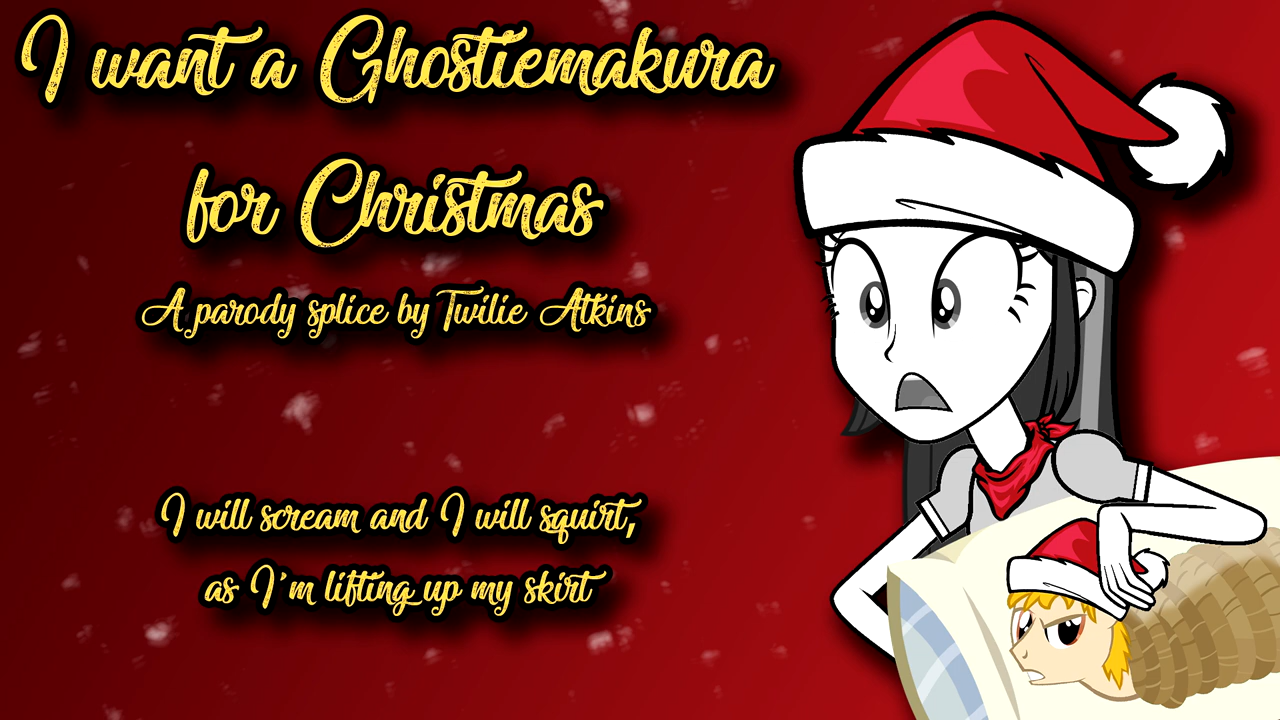 I want a Ghostiemakura
for Christmas
A parody splice by Twilie Atkins
I will scream and I will squirt,
as I'm lifting up my skirt